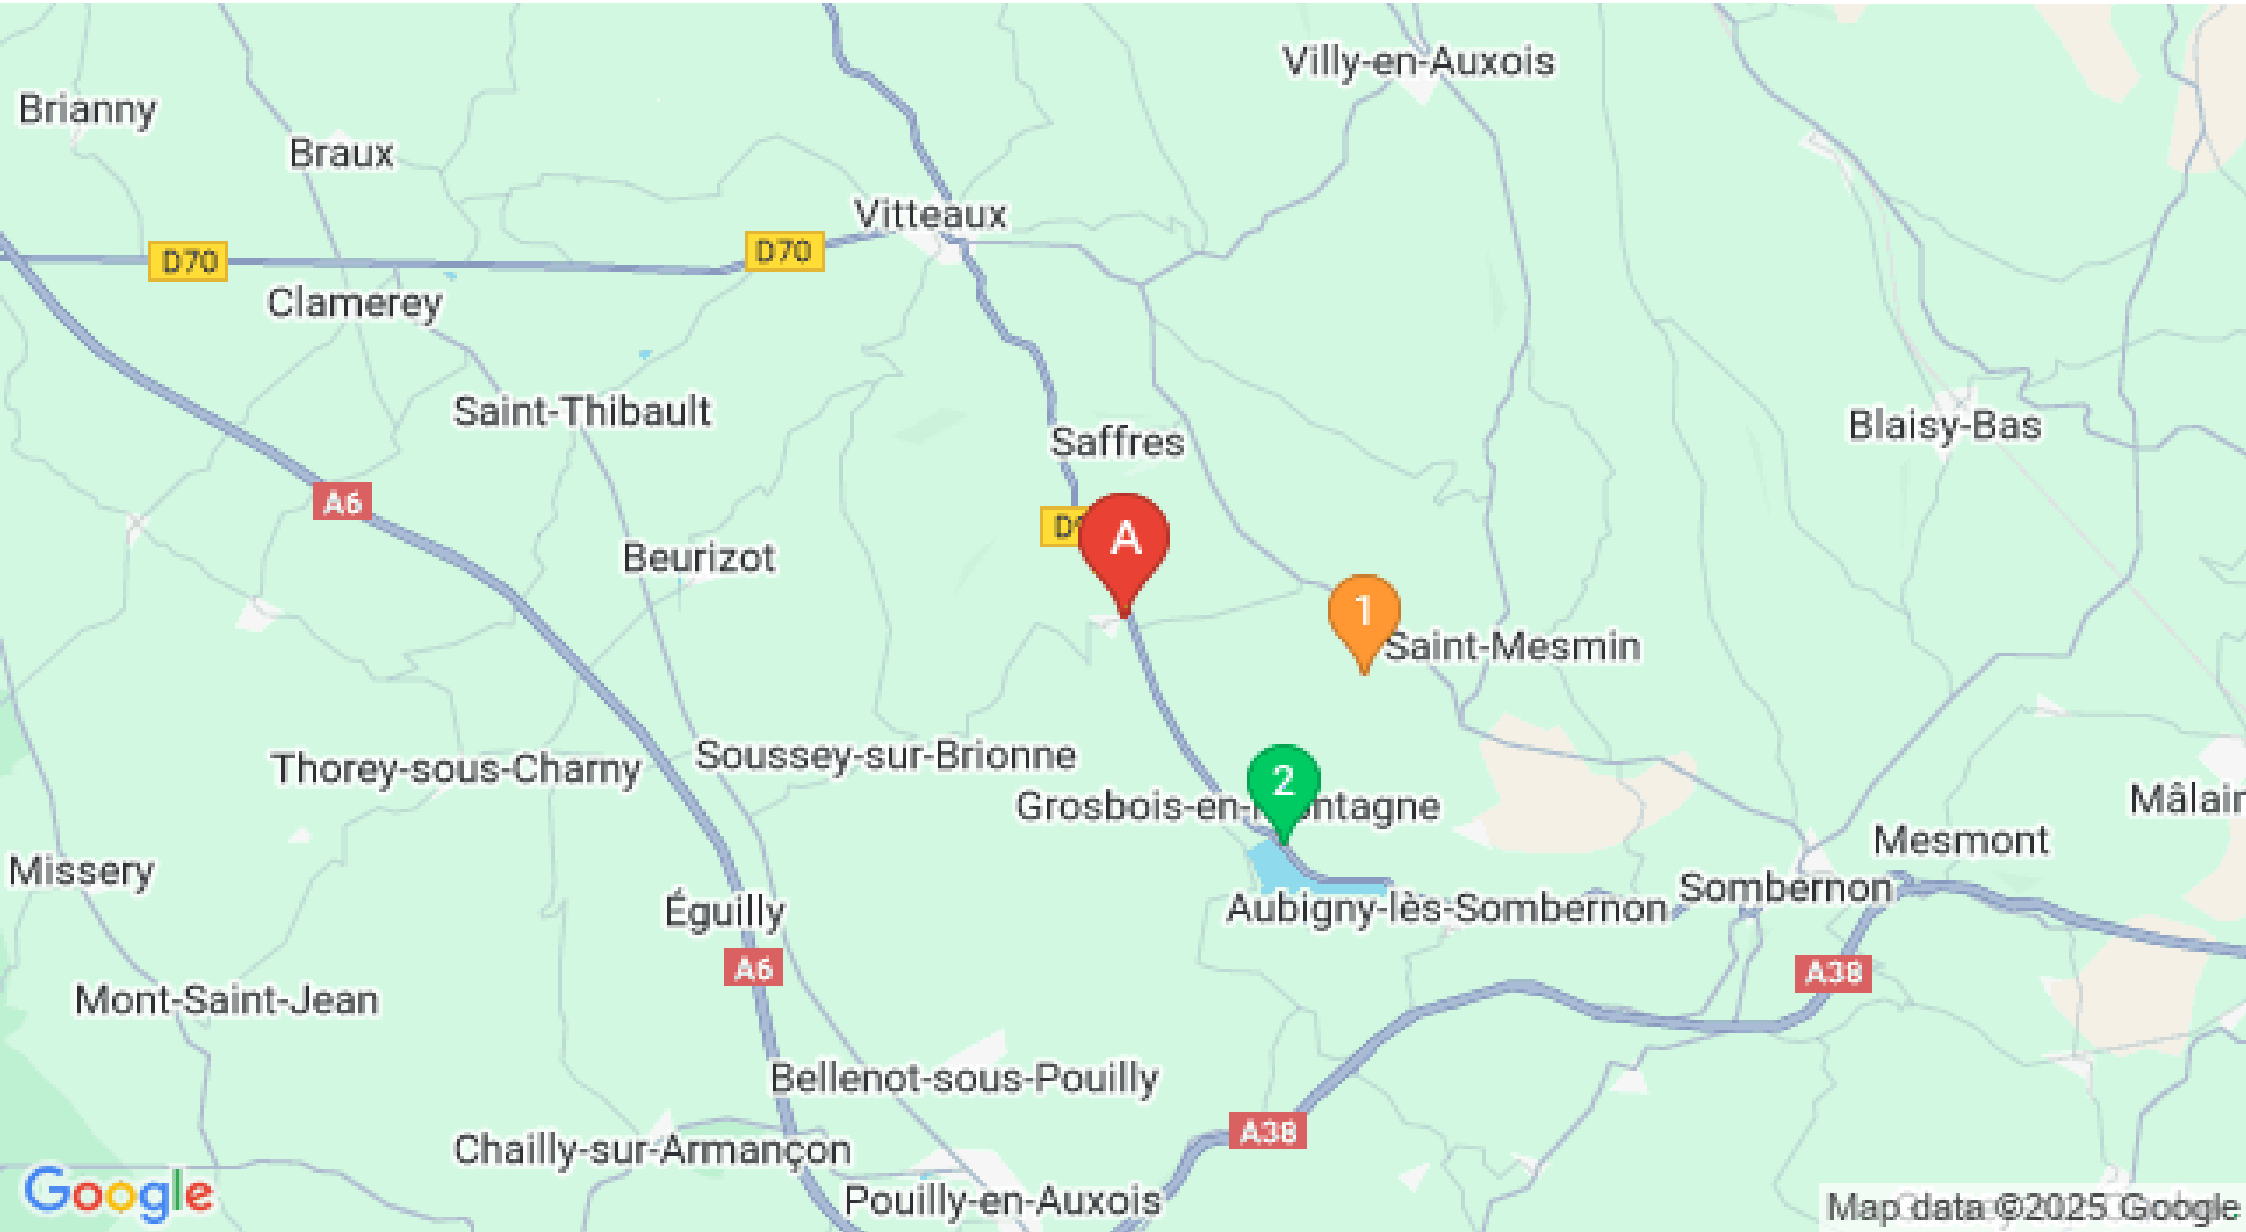 Villy-en-Auxois
Brianny
Braux
Vitteaux
D70
D70
Clamerey
Saint-Thibault
Saffres
Blaisy-Bas
A6
A
Beurizot
1
Saint-Mesmin
Soussey-sur-Brionne
Thorey-sous-Charny
2
Grosbois-en-Montagne
Mesmont
Missery
Sombernon
Éguilly
Aubigny-lès-Sombernon
A6
A38
Mont-Saint-Jean
Bellenot-sous-Pouilly
A38
Chailly-sur-Armançon
Google
Pouilly-en-Auxois
Map data ©2025 Google